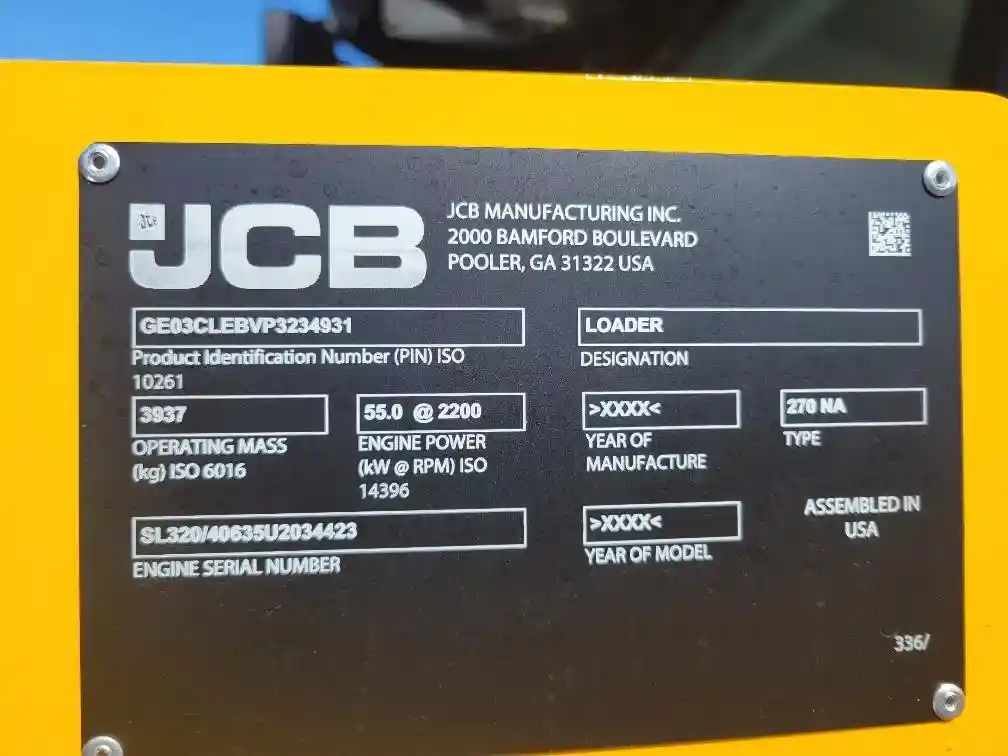 JCB
JCB MANUFACTURING INC.
2000 BAMFORD BOULEVARD
POOLER, GA 31322 USA
GE03CLEBVP3234931
Product Identification Number (PIN) ISO
10261
LOADER
DESIGNATION
3937
OPERATING MASS
(kg) ISO 6016
55.0 @ 2200
ENGINE POWER
(kW @ RPM) ISO
14396
>XXXX<
YEAR OF
MANUFACTURE
270 NA
TYPE
SL320/40635U2034423
ENGINE SERIAL NUMBER
>XXXX<
YEAR OF MODEL
ASSEMBLED IN
USA
336/